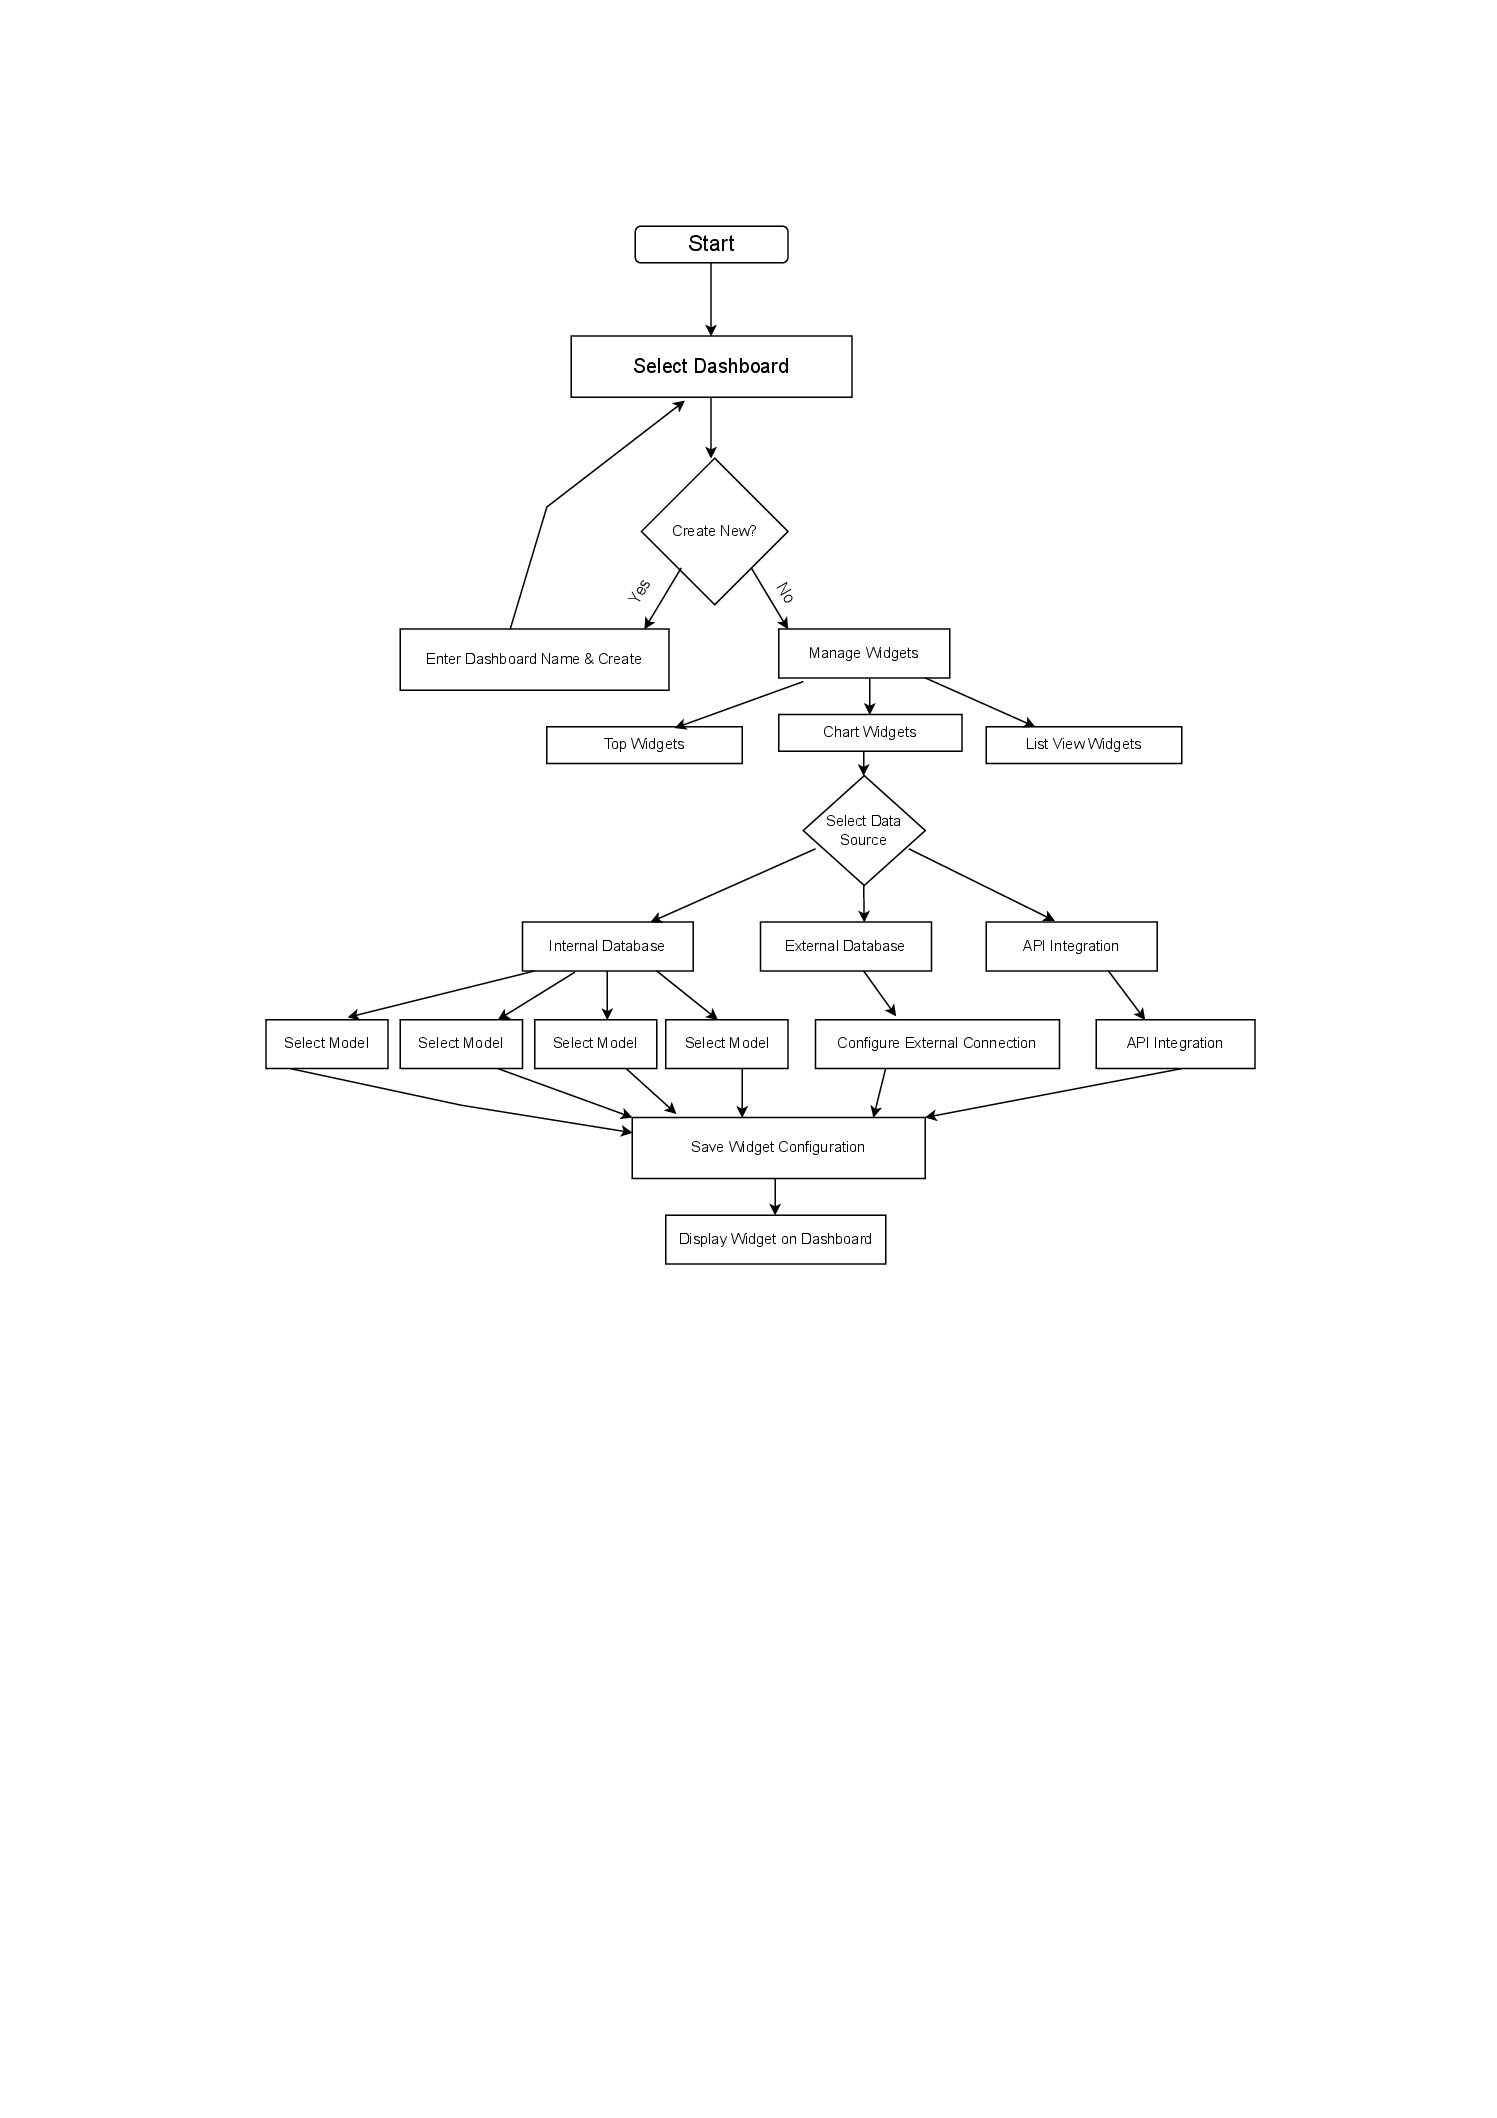 Start
Select Dashboard
Create New?
Yes
No
Enter Dashboard Name & Create
Manage Widgets
Top Widgets
Chart Widgets
List View Widgets
Select Data
Source
Internal Database
External Database
API Integration
Select Model
Select Model
Select Model
Select Model
Configure External Connection
API Integration
Save Widget Configuration
Display Widget on Dashboard